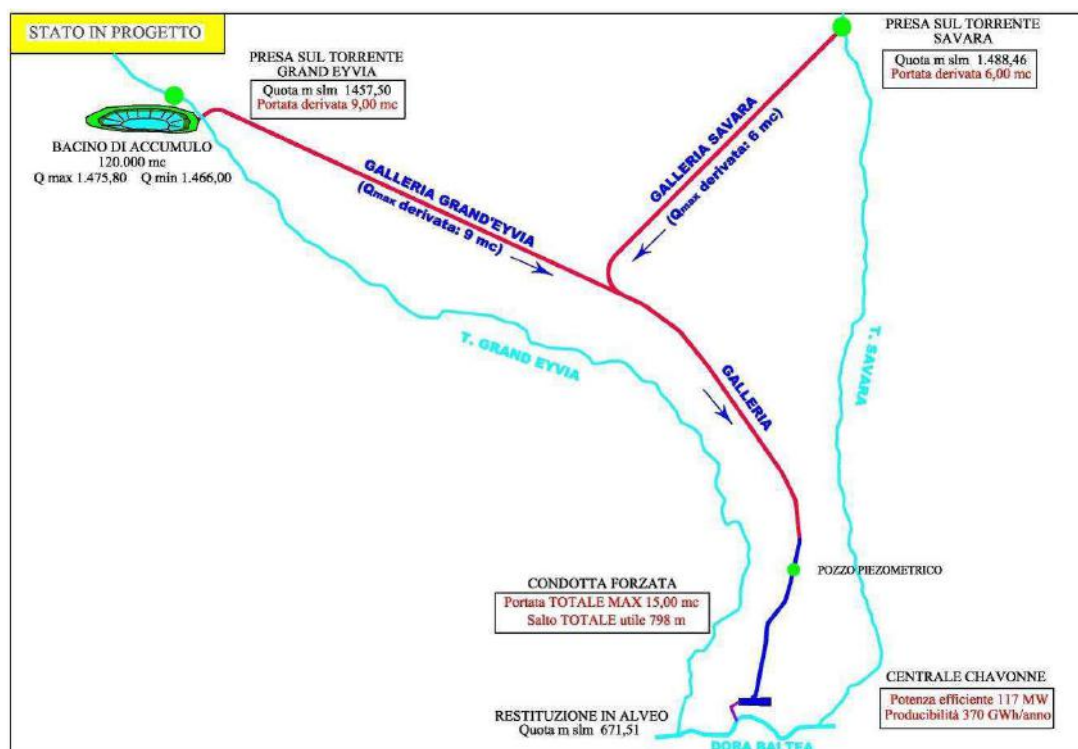 STATO IN PROGETTO
PRESA SUL TORRENTE
GRAND EYVIA
Quota m slm 1457,50
Portata derivata 9,00 mc
PRESA SUL TORRENTE
SAVARA
Quota m slm 1.488,46
Portata derivata 6,00 mc
BACINO DI ACCUMULO
120.000 mc
Q max 1.475,80 Q min 1.466,00
GALLERIA GRAND'EYVIA
(Qmax derivata: 9 mc)
GALLERIA SAVARA
(Qmax derivata: 6 mc)
T. GRAND EYVIA
T. SAVARA
GALLERIA
POZZO PIEZOMETRICO
CONDOTTA FORZATA
Portata TOTALE MAX 15,00 mc
Salto TOTALE utile 798 m
CENTRALE CHAVONNE
Potenza efficiente 117 MW
Producibilità 370 GWh/anno
RESTITUZIONE IN ALVEO
Quota m slm 671,51
DORA BALTEA